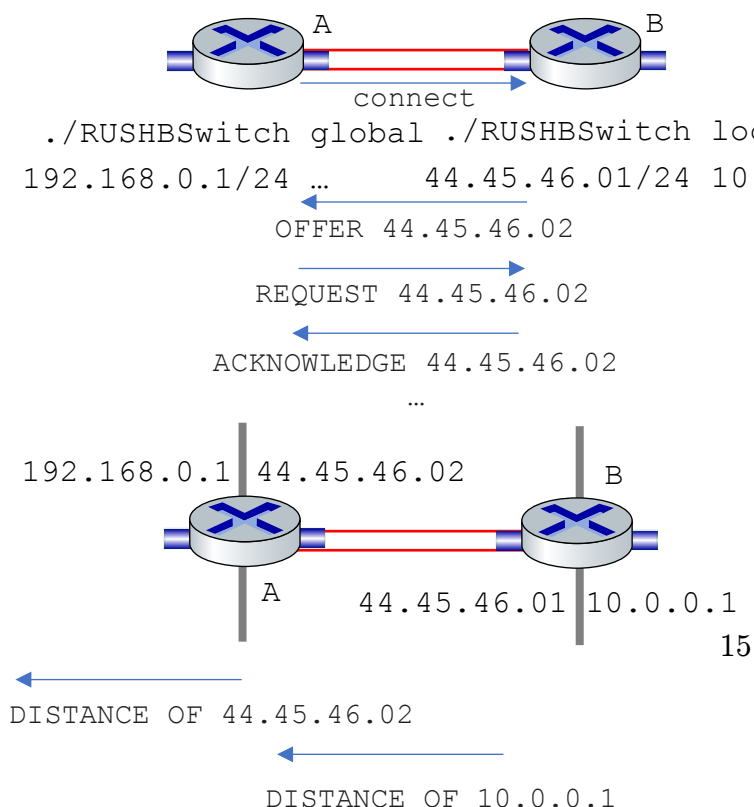 A
B
connect
./RUSHBSwitch global ./RUSHBSwitch
192.168.0.1/24 … 44.45.46.01/24 10
OFFER 44.45.46.02
REQUEST 44.45.46.02
ACKNOWLEDGE 44.45.46.02
…
192.168.0.1 44.45.46.02
B
A
44.45.46.01 10.0.0.1
15
DISTANCE OF 44.45.46.02
DISTANCE OF 10.0.0.1